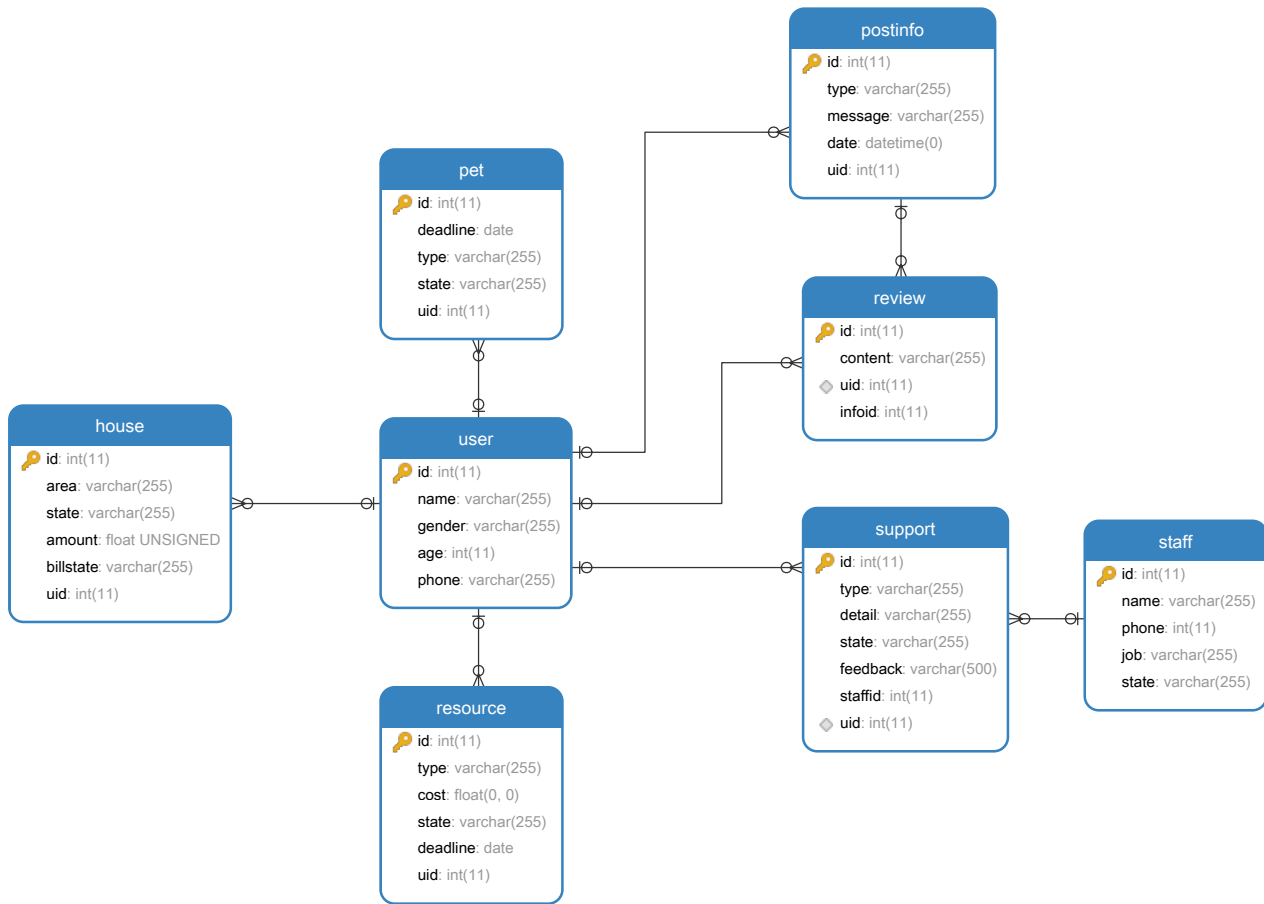 postinfo
id: int(11)
type: varchar(255)
message: varchar(255)
date: datetime(0)
uid: int(11)
pet
id: int(11)
deadline: date
type: varchar(255)
state: varchar(255)
uid: int(11)
review
id: int(11)
content: varchar(255)
uid: int(11)
infoid: int(11)
house
id: int(11)
area: varchar(255)
state: varchar(255)
amount: float UNSIGNED
billstate: varchar(255)
uid: int(11)
user
id: int(11)
name: varchar(255)
gender: varchar(255)
age: int(11)
phone: varchar(255)
support
id: int(11)
type: varchar(255)
detail: varchar(255)
state: varchar(255)
feedback: varchar(500)
staffid: int(11)
uid: int(11)
staff
id: int(11)
name: varchar(255)
phone: int(11)
job: varchar(255)
state: varchar(255)
resource
id: int(11)
type: varchar(255)
cost: float(0, 0)
state: varchar(255)
deadline: date
uid: int(11)